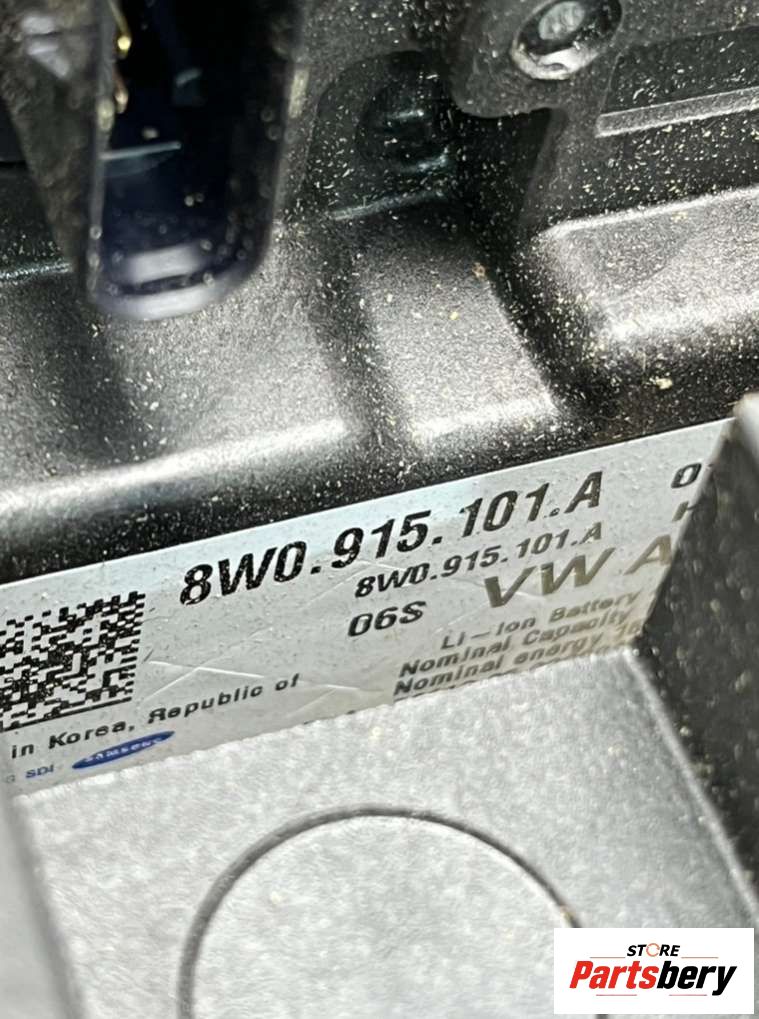 8W0.915.101.A
8W0.915.101.A
06S
VW A
Li-Ion Battery
Nominal Capacity
Nominal energy
in Korea, Republic of
SDI
SAMSUNG
STORE
Partsbery